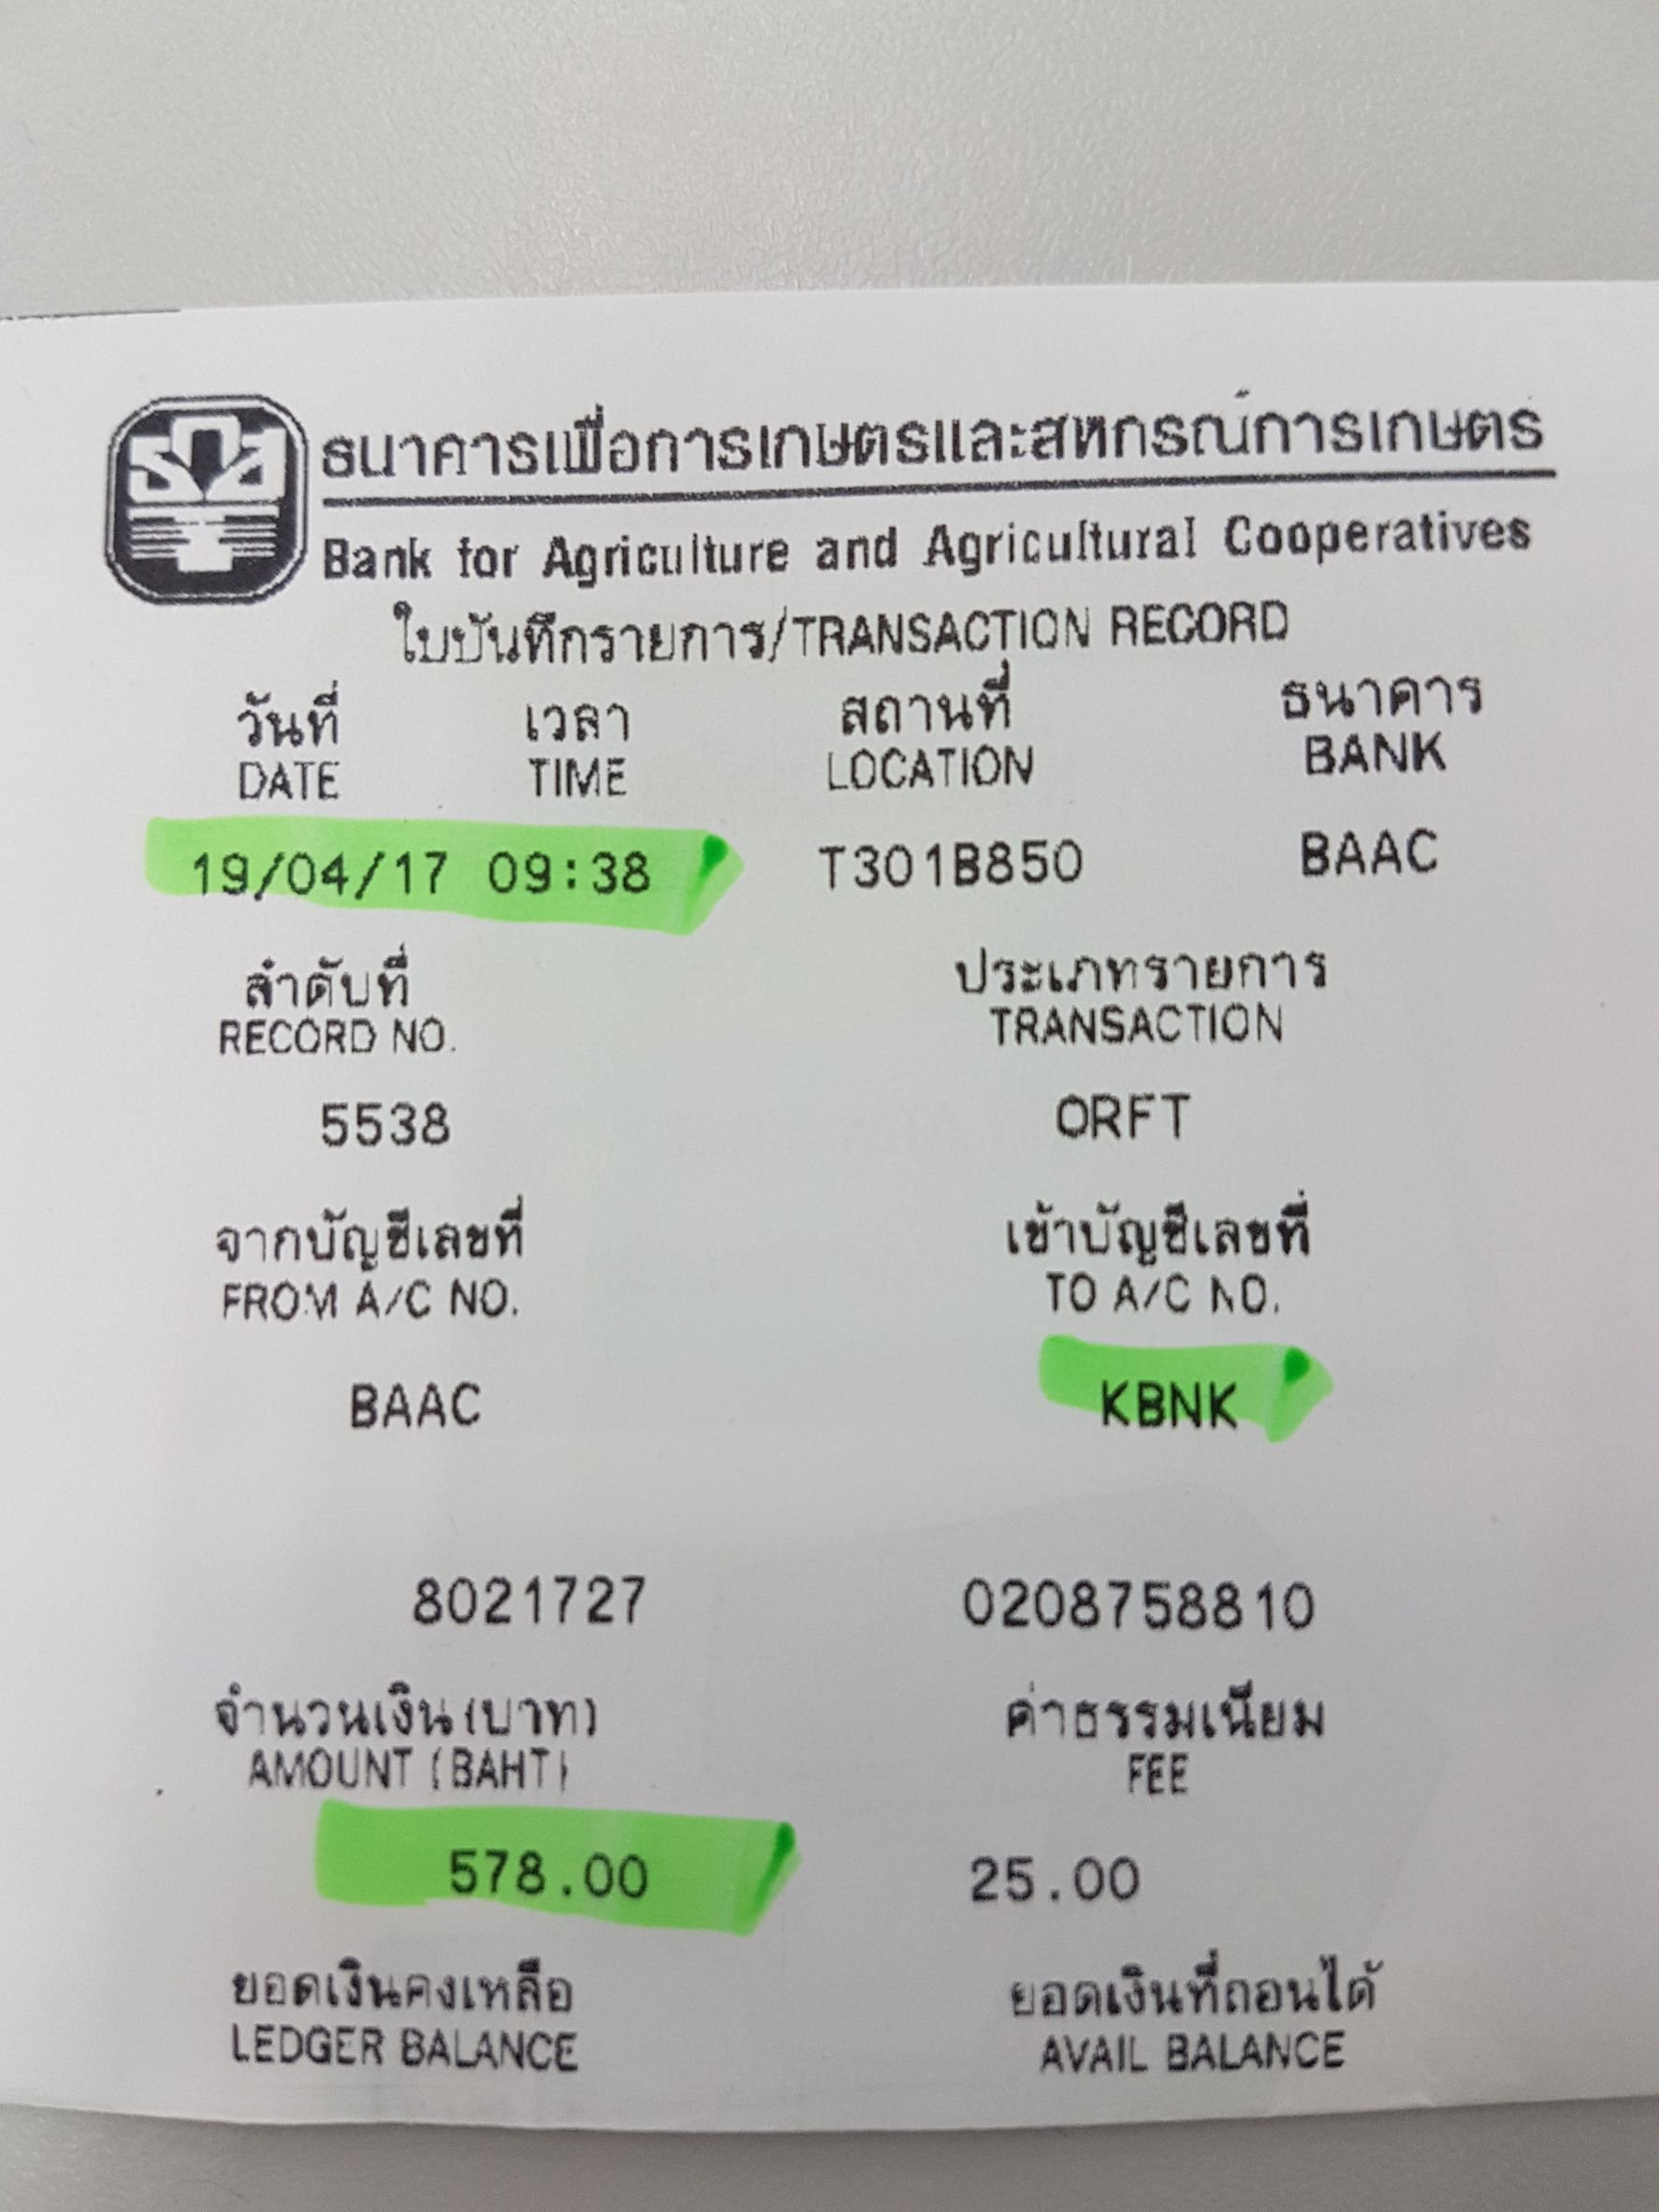 ธนาคารเพื่อการเกษตรและสหกรณ์การเกษตร
Bank for Agriculture and Agricultural Cooperatives
ใบบันทึกรายการ/TRANSACTION RECORD
วันที่ เวลา สถานที่ ธนาคาร
DATE TIME LOCATION BANK
19/04/17 09:38 T301B850 BAAC
ลำดับที่ ประเภทรายการ
RECORD NO. TRANSACTION
5538 ORFT
จากบัญชีเลขที่ เข้าบัญชีเลขที่
FROM A/C NO. TO A/C NO.
BAAC KBNK
8021727 0208758810
จำนวนเงิน(บาท) ค่าธรรมเนียม
AMOUNT (BAHT) FEE
578.00 25.00
ยอดเงินคงเหลือ ยอดเงินที่ถอนได้
LEDGER BALANCE AVAIL BALANCE